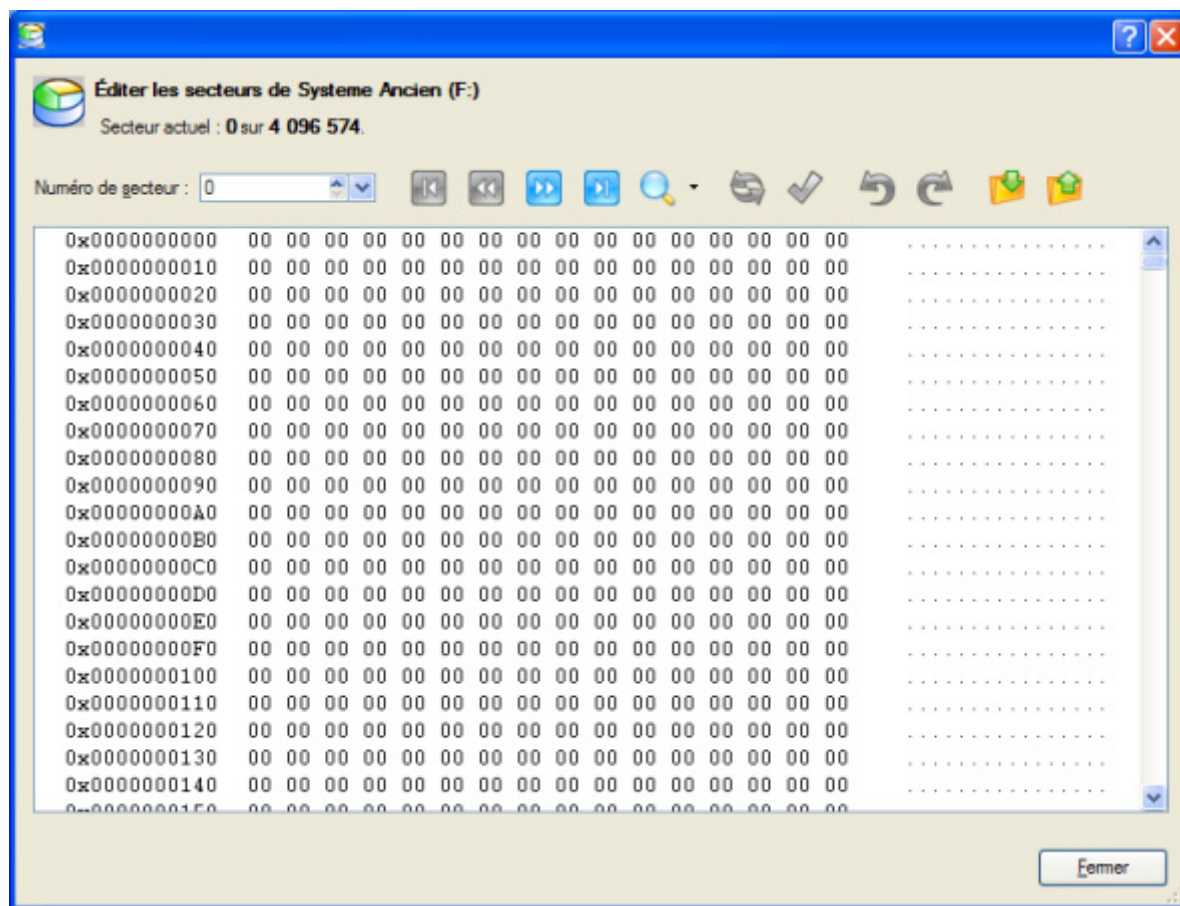 Éditer les secteurs de Systeme Ancien (F:)
Secteur actuel : 0 sur 4 096 574.
Numéro de secteur : 0
0x0000000000 00 00 00 00 00 00 00 00 00 00 00 00 00 00 00 00 ................
0x0000000010 00 00 00 00 00 00 00 00 00 00 00 00 00 00 00 00 ................
0x0000000020 00 00 00 00 00 00 00 00 00 00 00 00 00 00 00 00 ................
0x0000000030 00 00 00 00 00 00 00 00 00 00 00 00 00 00 00 00 ................
0x0000000040 00 00 00 00 00 00 00 00 00 00 00 00 00 00 00 00 ................
0x0000000050 00 00 00 00 00 00 00 00 00 00 00 00 00 00 00 00 ................
0x0000000060 00 00 00 00 00 00 00 00 00 00 00 00 00 00 00 00 ................
0x0000000070 00 00 00 00 00 00 00 00 00 00 00 00 00 00 00 00 ................
0x0000000080 00 00 00 00 00 00 00 00 00 00 00 00 00 00 00 00 ................
0x0000000090 00 00 00 00 00 00 00 00 00 00 00 00 00 00 00 00 ................
0x00000000A0 00 00 00 00 00 00 00 00 00 00 00 00 00 00 00 00 ................
0x00000000B0 00 00 00 00 00 00 00 00 00 00 00 00 00 00 00 00 ................
0x00000000C0 00 00 00 00 00 00 00 00 00 00 00 00 00 00 00 00 ................
0x00000000D0 00 00 00 00 00 00 00 00 00 00 00 00 00 00 00 00 ................
0x00000000E0 00 00 00 00 00 00 00 00 00 00 00 00 00 00 00 00 ................
0x00000000F0 00 00 00 00 00 00 00 00 00 00 00 00 00 00 00 00 ................
0x0000000100 00 00 00 00 00 00 00 00 00 00 00 00 00 00 00 00 ................
0x0000000110 00 00 00 00 00 00 00 00 00 00 00 00 00 00 00 00 ................
0x0000000120 00 00 00 00 00 00 00 00 00 00 00 00 00 00 00 00 ................
0x0000000130 00 00 00 00 00 00 00 00 00 00 00 00 00 00 00 00 ................
0x0000000140 00 00 00 00 00 00 00 00 00 00 00 00 00 00 00 00 ................
Fermer